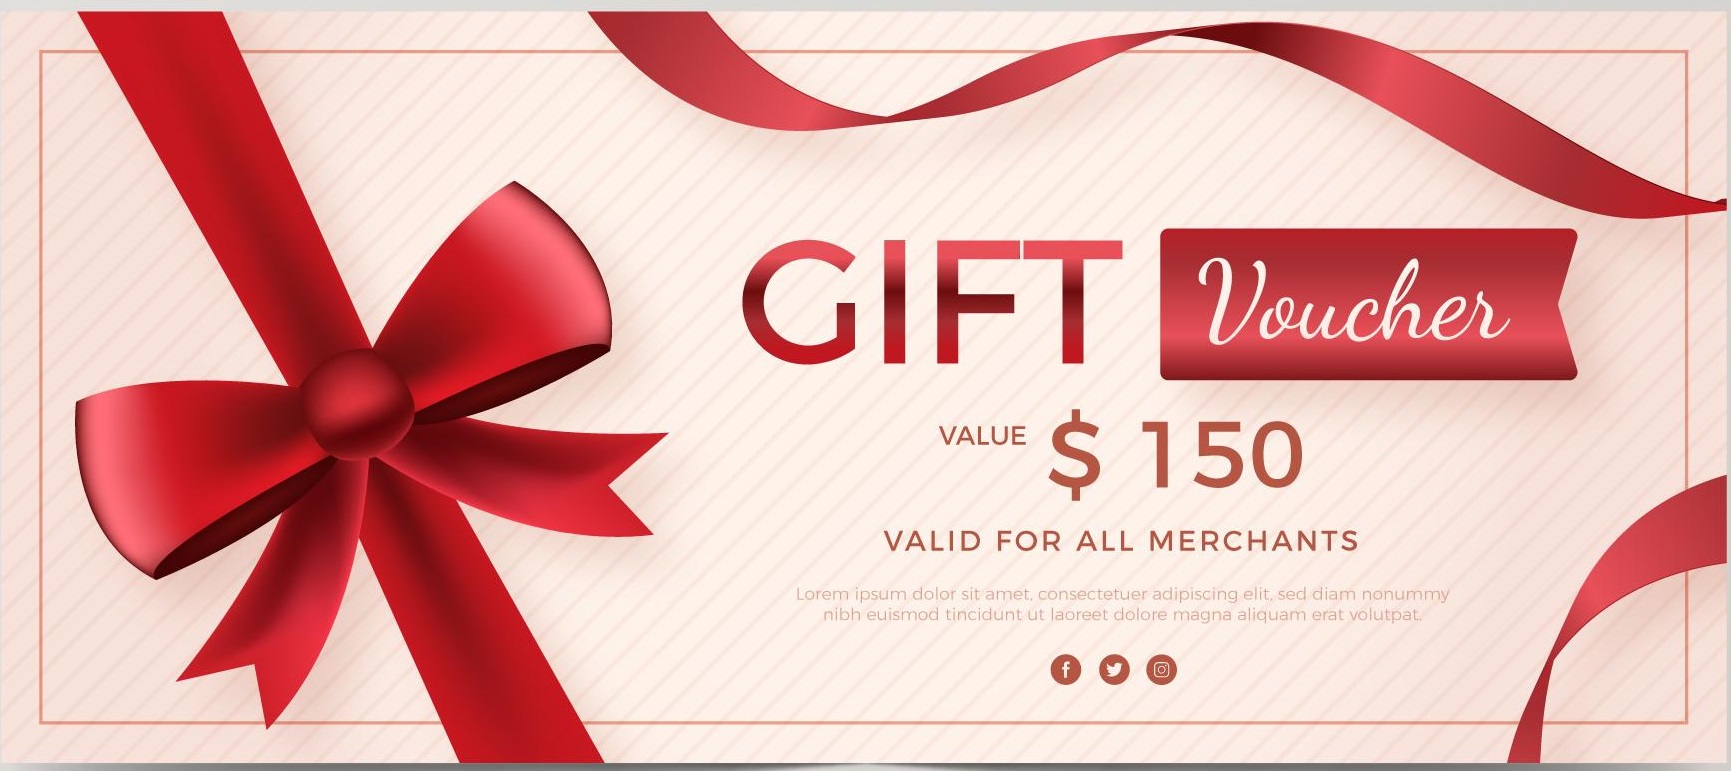 GIFT Voucher
VALUE $ 150
VALID FOR ALL MERCHANTS
Lorem ipsum dolor sit amet, consectetuer adipiscing elit, sed diam nonummy
nibh euismod tincidunt ut laoreet dolore magna aliquam erat volutpat.